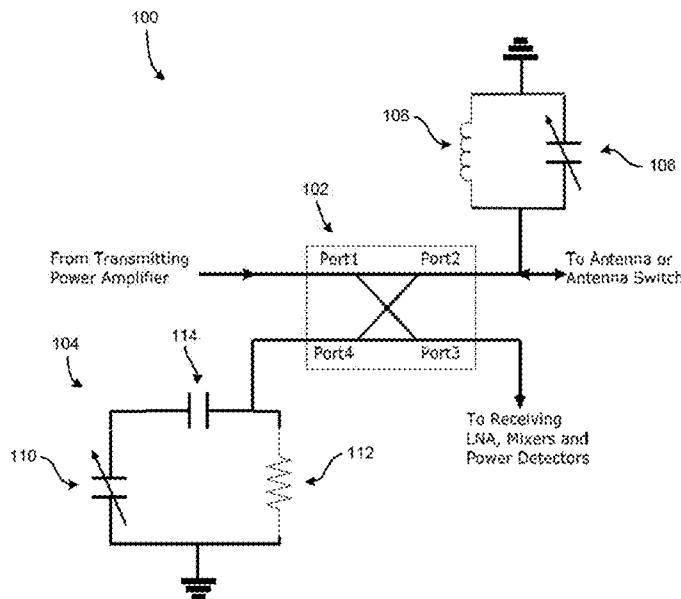 100
108
102
From Transmitting
Power Amplifier
Port1
Port2
To Antenna or
Antenna Switch
Port4
Port3
104
114
To Receiving
LNA, Mixers and
Power Detectors
110
112